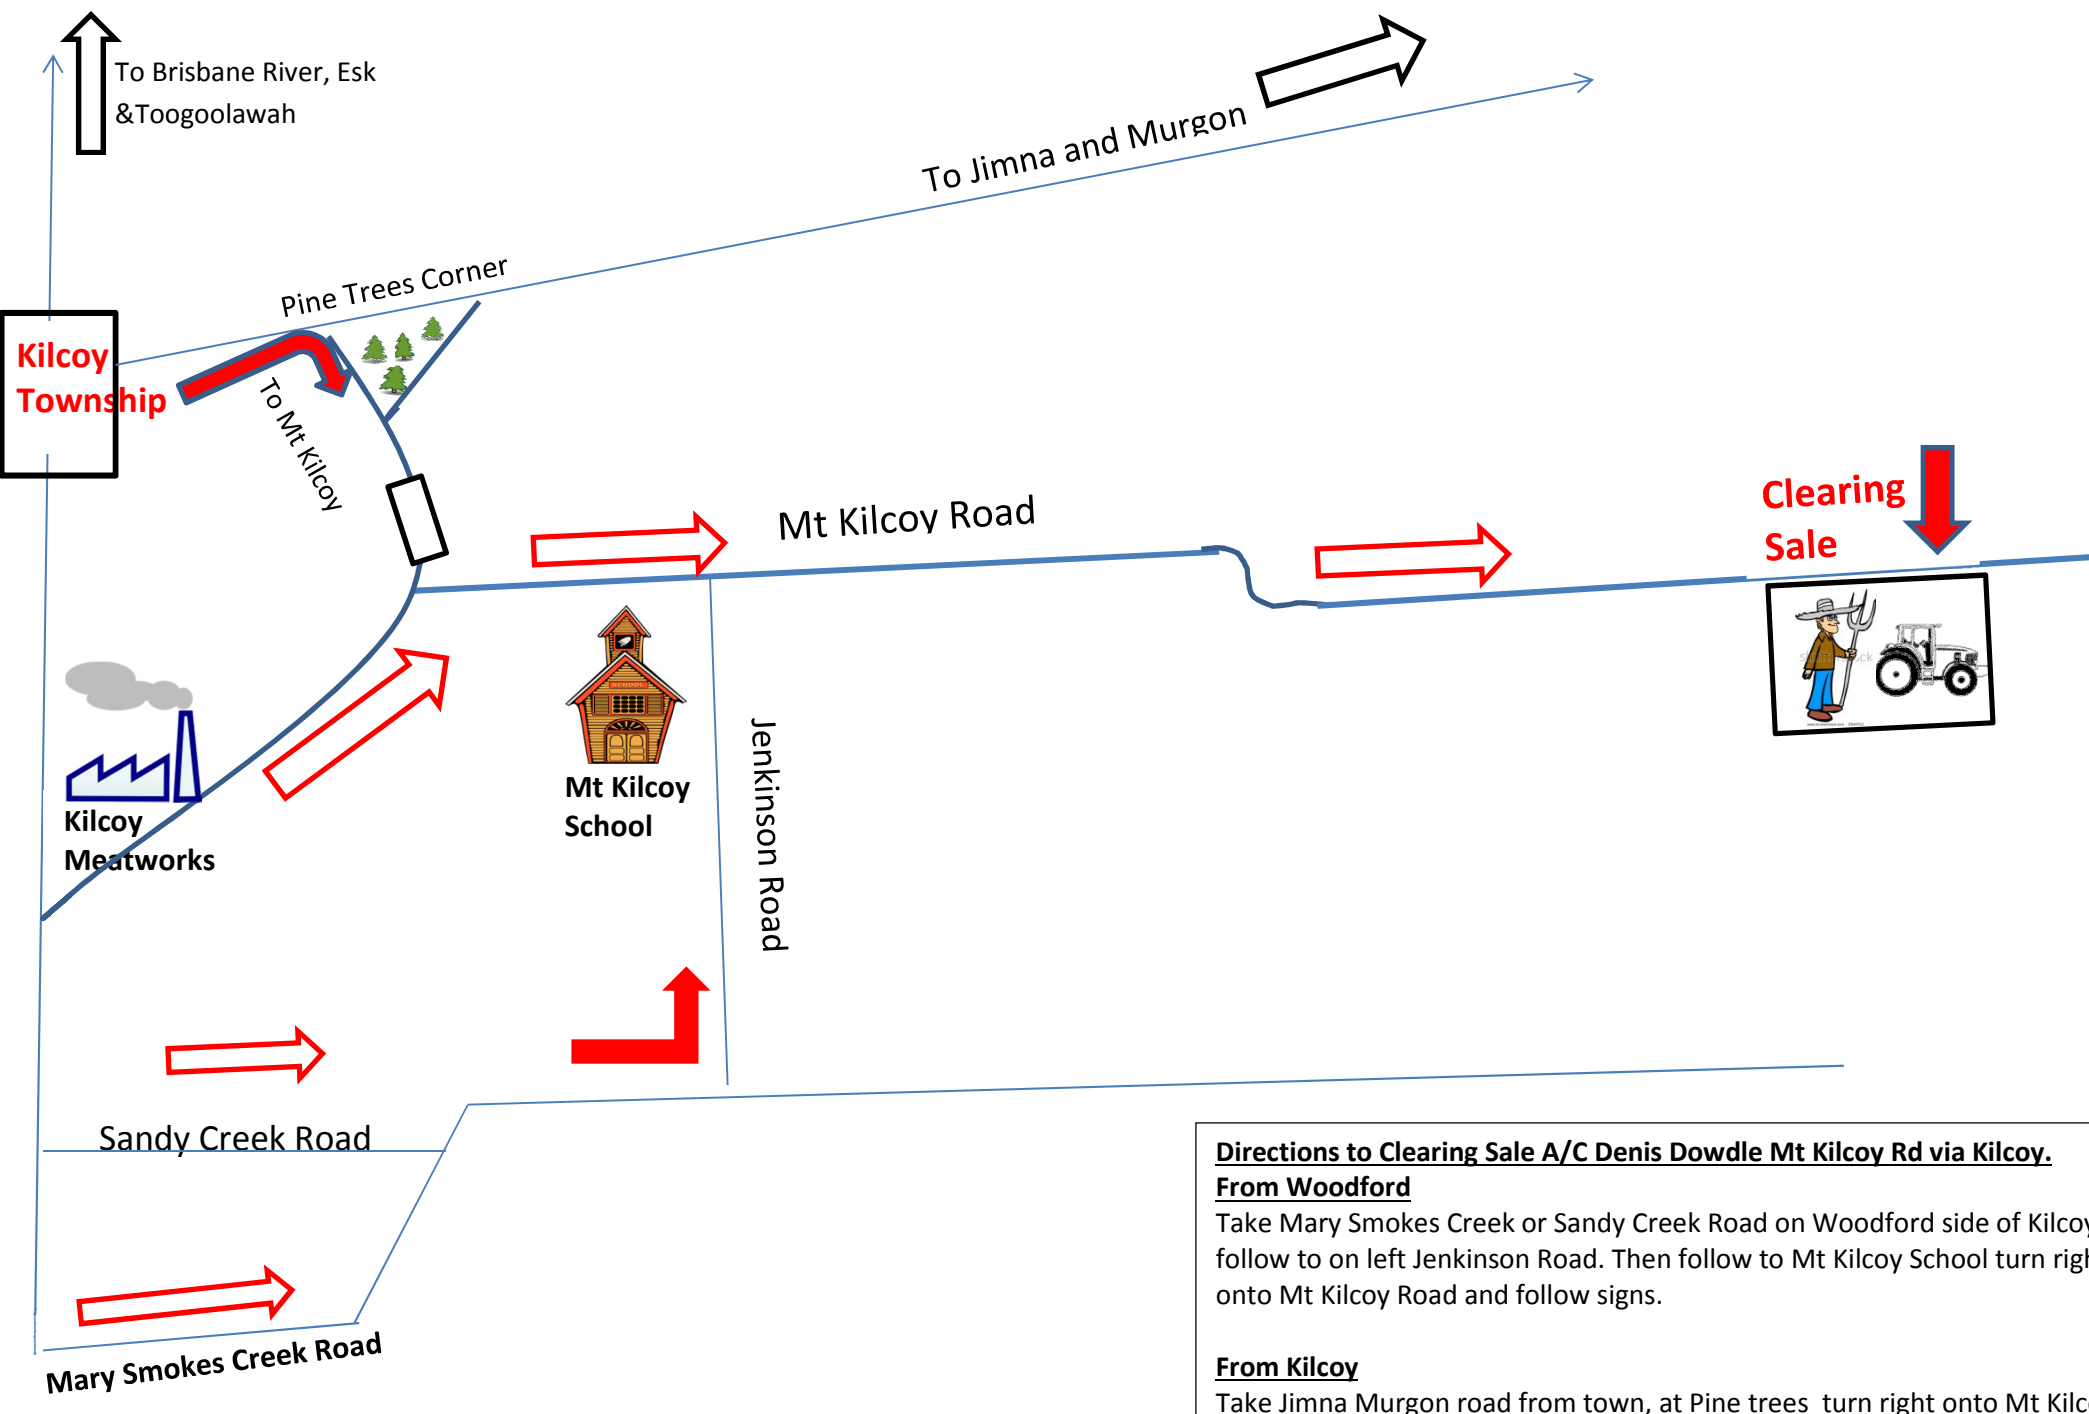 To Brisbane River, Esk
&Toogoolawah
To Jimna and Murgon
Pine Trees Corner
Kilcoy
Township
To Mt Kilcoy
Mt Kilcoy Road
Clearing
Sale
SCHOOL
Mt Kilcoy
School
Jenkinson Road
Kilcoy
Meatworks
Sandy Creek Road
Mary Smokes Creek Road
Directions to Clearing Sale A/C Denis Dowdle Mt Kilcoy Rd via Kilcoy.
From Woodford
Take Mary Smokes Creek or Sandy Creek Road on Woodford side of Kilcoy
follow to on left Jenkinson Road. Then follow to Mt Kilcoy School turn righ
onto Mt Kilcoy Road and follow signs.
From Kilcoy
Take Jimna Murgon road from town, at Pine trees turn right onto Mt Kilc